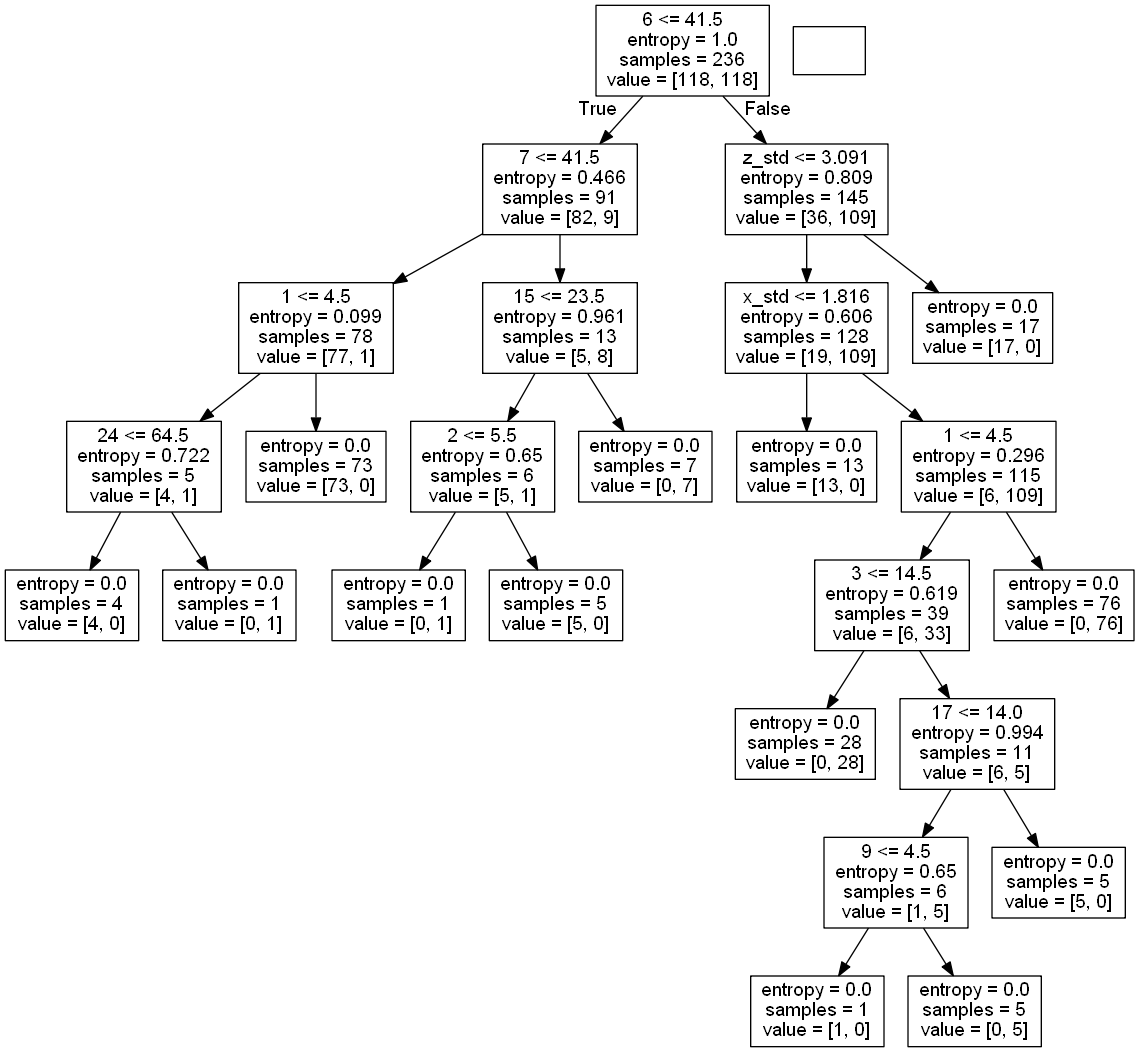 6 <= 41.5
entropy = 1.0
samples = 236
value = [118, 118]
True
False
7 <= 41.5
entropy = 0.466
samples = 91
value = [82, 9]
z_std <= 3.091
entropy = 0.809
samples = 145
value = [36, 109]
1 <= 4.5
entropy = 0.099
samples = 78
value = [77, 1]
15 <= 23.5
entropy = 0.961
samples = 13
value = [5, 8]
x_std <= 1.816
entropy = 0.606
samples = 128
value = [19, 109]
entropy = 0.0
samples = 17
value = [17, 0]
24 <= 64.5
entropy = 0.722
samples = 5
value = [4, 1]
entropy = 0.0
samples = 73
value = [73, 0]
2 <= 5.5
entropy = 0.65
samples = 6
value = [5, 1]
entropy = 0.0
samples = 7
value = [0, 7]
entropy = 0.0
samples = 13
value = [13, 0]
1 <= 4.5
entropy = 0.296
samples = 115
value = [6, 109]
entropy = 0.0
samples = 4
value = [4, 0]
entropy = 0.0
samples = 1
value = [0, 1]
entropy = 0.0
samples = 1
value = [0, 1]
entropy = 0.0
samples = 5
value = [5, 0]
3 <= 14.5
entropy = 0.619
samples = 39
value = [6, 33]
entropy = 0.0
samples = 76
value = [0, 76]
entropy = 0.0
samples = 28
value = [0, 28]
17 <= 14.0
entropy = 0.994
samples = 11
value = [6, 5]
9 <= 4.5
entropy = 0.65
samples = 6
value = [1, 5]
entropy = 0.0
samples = 5
value = [5, 0]
entropy = 0.0
samples = 1
value = [1, 0]
entropy = 0.0
samples = 5
value = [0, 5]